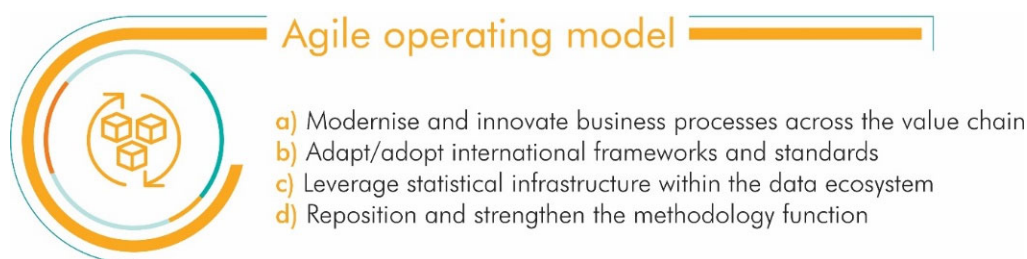 Agile operating model
a) Modernise and innovate business processes across the value chain
b) Adapt/adopt international frameworks and standards
c) Leverage statistical infrastructure within the data ecosystem
d) Reposition and strengthen the methodology function